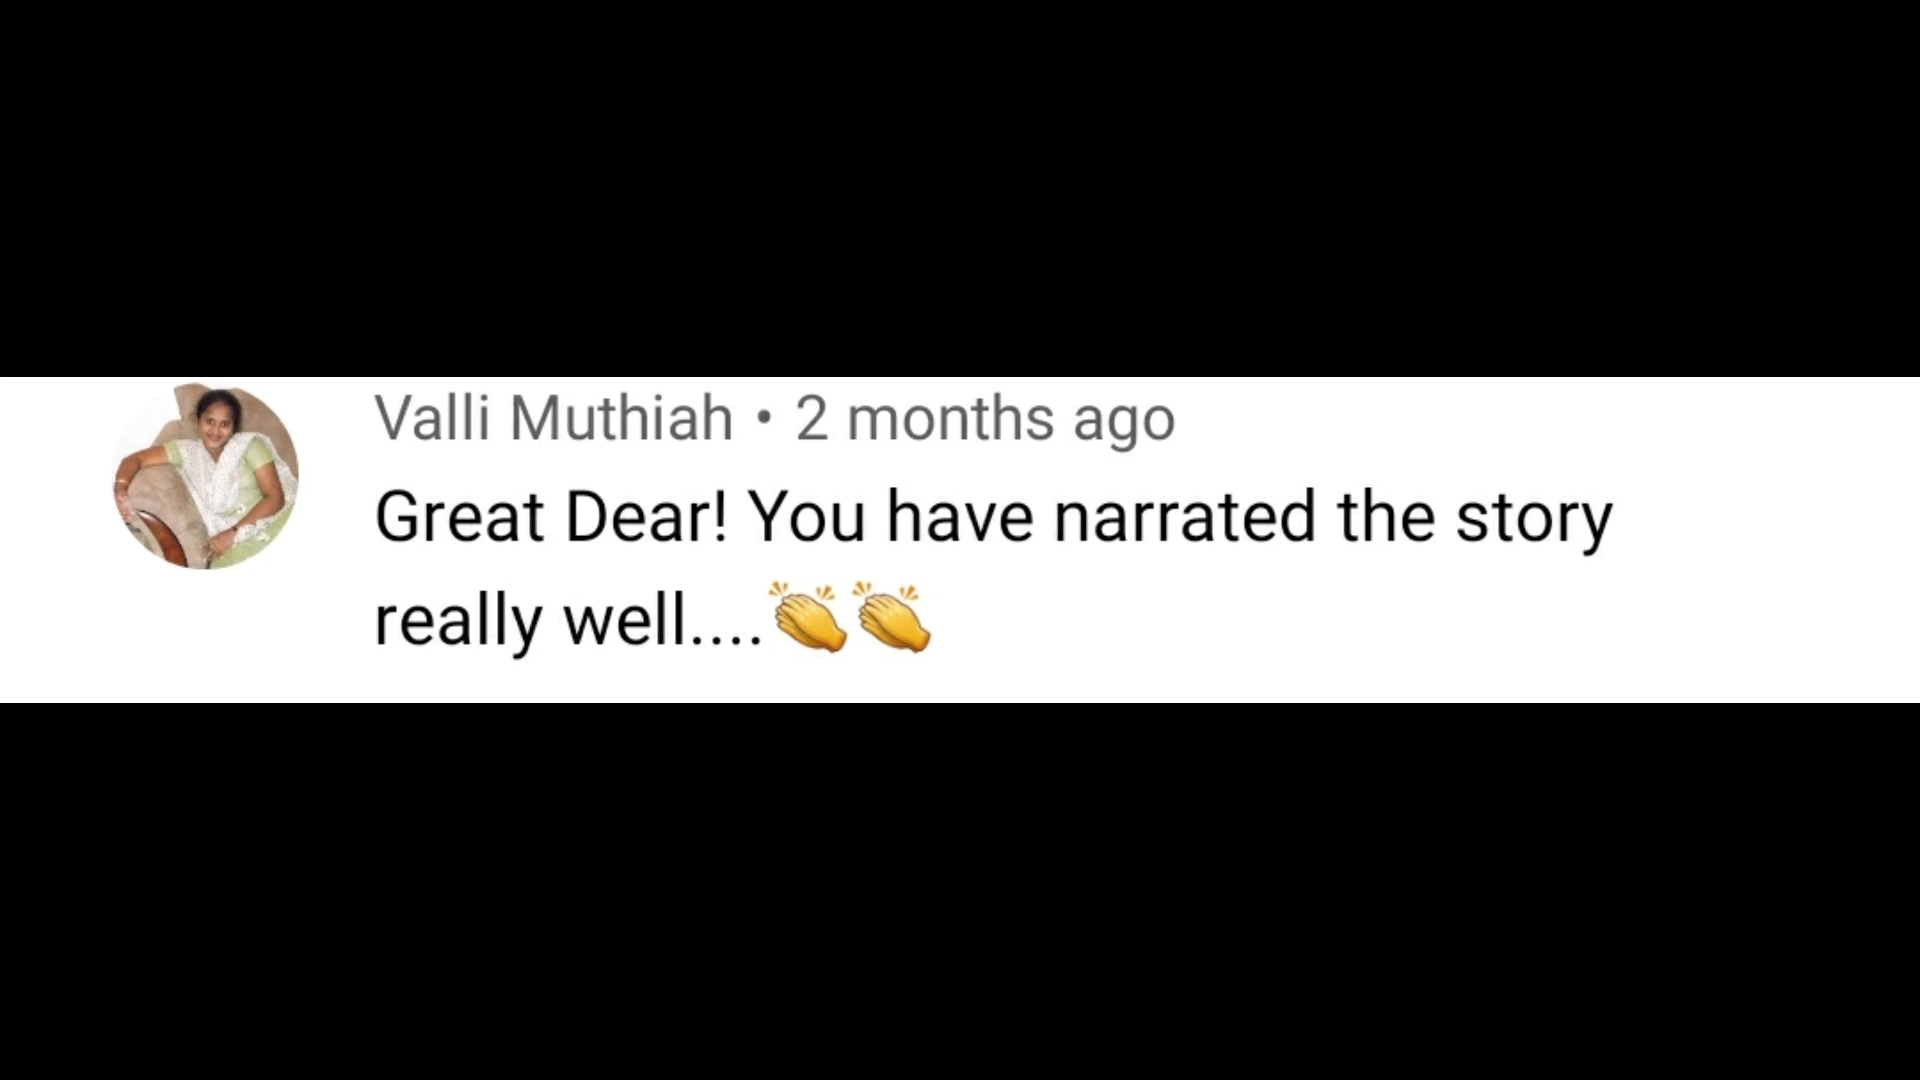 Valli Muthiah • 2 months ago
Great Dear! You have narrated the story
really well....👏👏